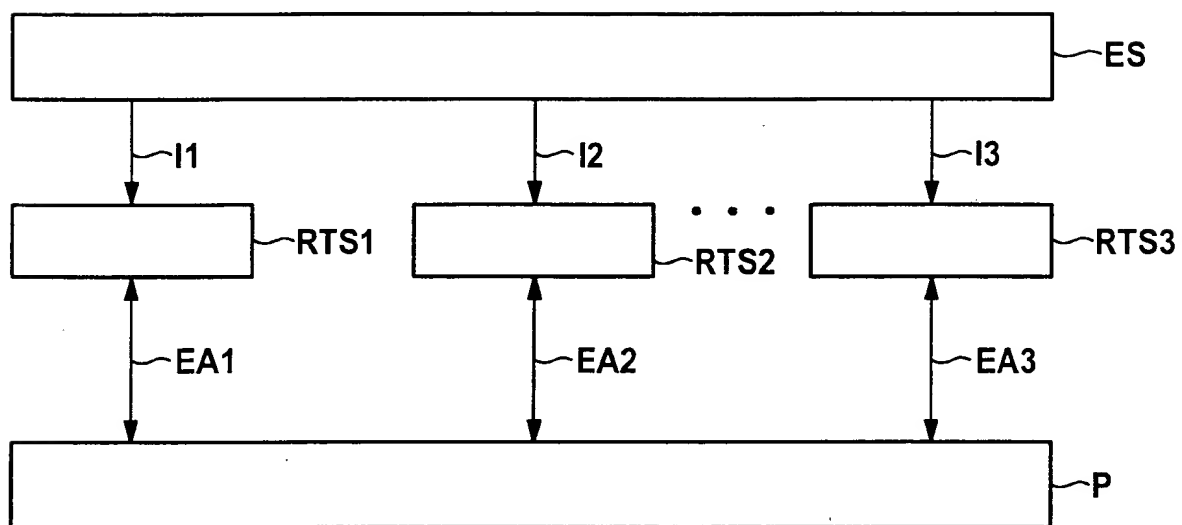 ES
I1
I2
I3
RTS1
RTS2
. . .
RTS3
EA1
EA2
EA3
P